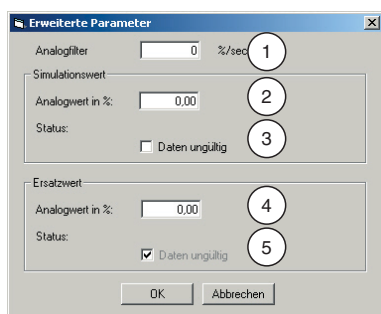 Erweiterte Parameter
Analogfilter 0 %/sec 1
Simulationswert
Analogwert in %: 0,00 2
Status:
Daten ungültig 3
Ersatzwert
Analogwert in %: 0,00 4
Status:
Daten ungültig 5
OK Abbrechen